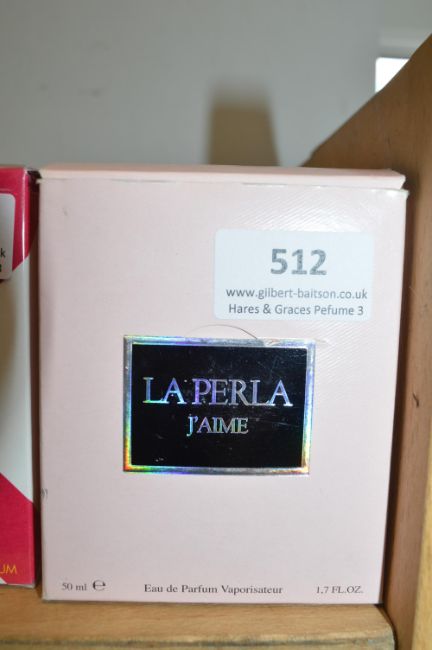 512
www.gilbert-baitson.co.uk
Hares & Graces Pefume 3
LA PERLA
J'AIME
50 ml ℮
Eau de Parfum Vaporisateur
1.7 FL.OZ.
UM